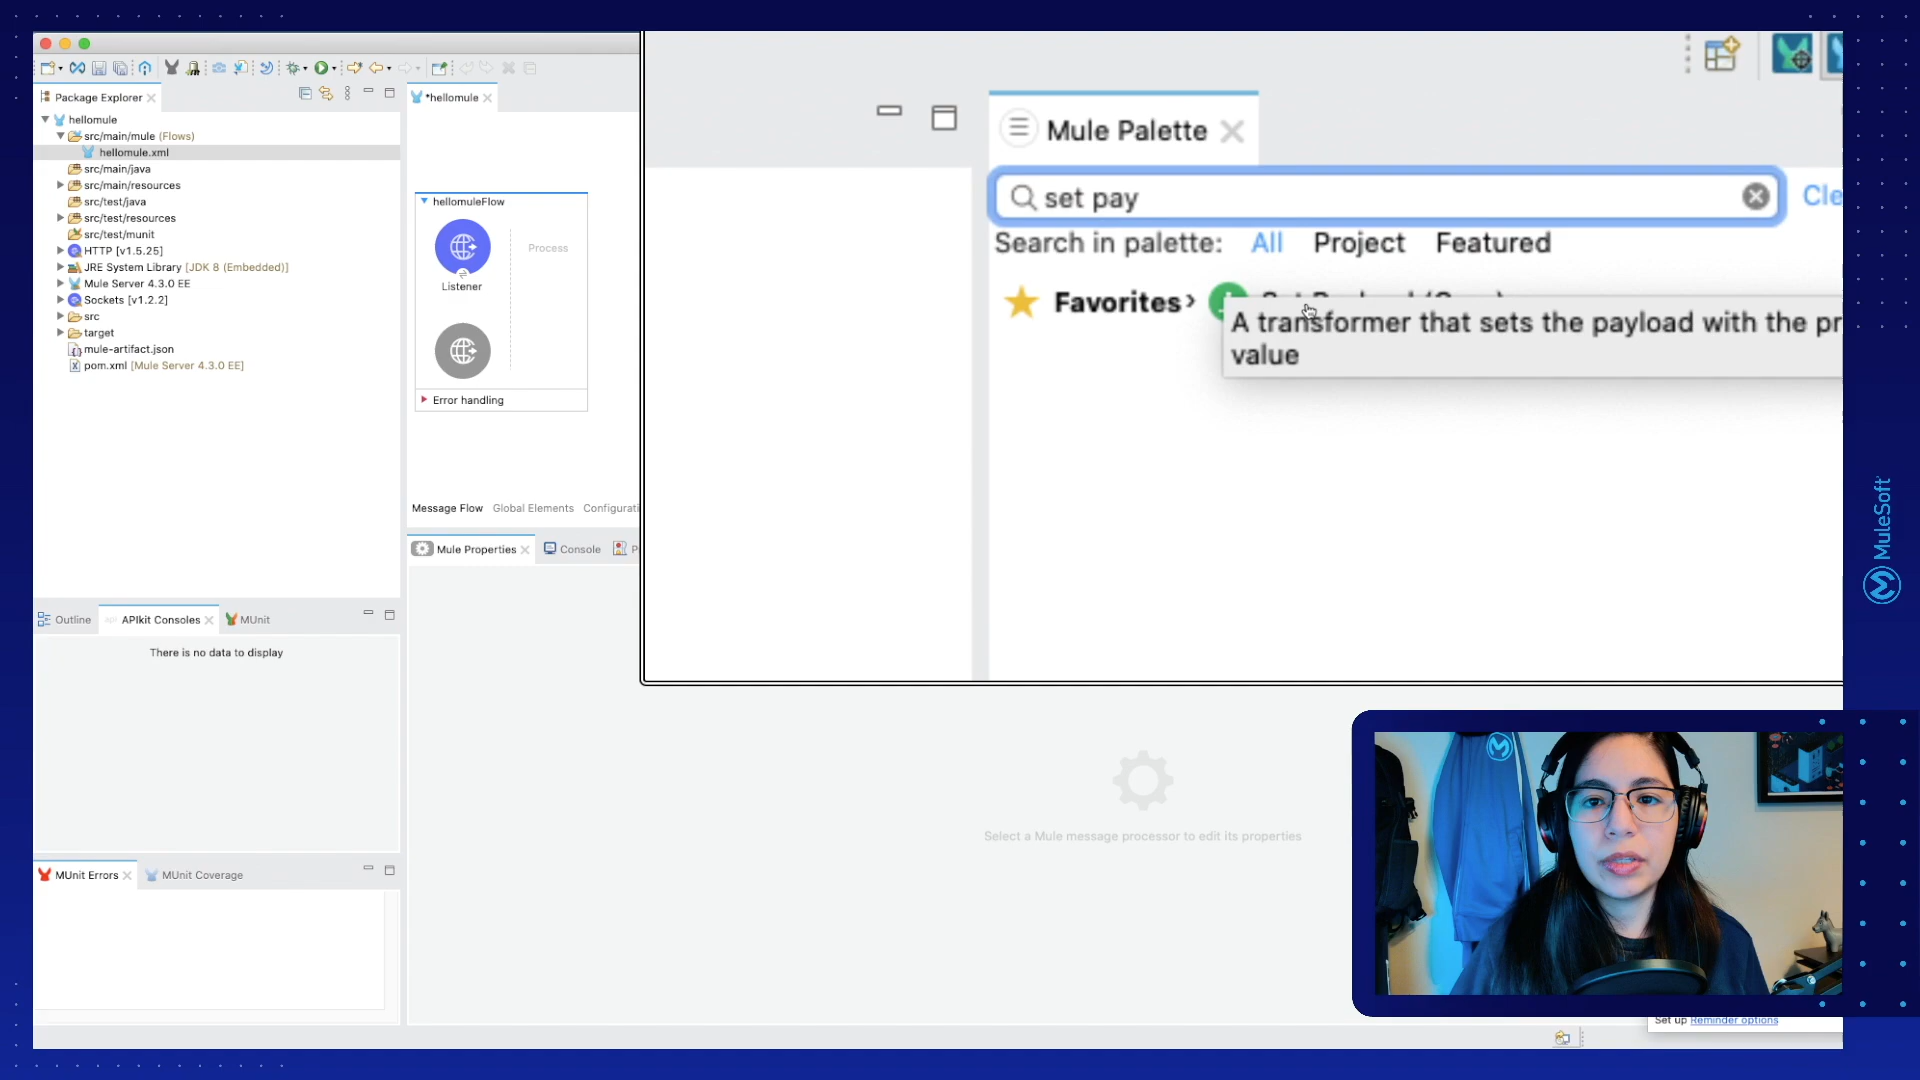 Package Explorer
hellomule
src/main/mule (Flows)
hellomule.xml
src/main/java
src/main/resources
src/test/java
src/test/resources
src/test/munit
HTTP [v1.5.25]
JRE System Library [JDK 8 (Embedded)]
Mule Server 4.3.0 EE
Sockets [v1.2.2]
src
target
mule-artifact.json
pom.xml [Mule Server 4.3.0 EE]
*hellomule
hellomuleFlow
Listener
Process
Error handling
Message Flow Global Elements Configurati
Mule Properties Console P
Select a Mule message processor to edit its properties
Mule Palette
set pay
Cle
Search in palette: All Project Featured
Favorites
A transformer that sets the payload with the pr
value
Outline APIkit Consoles MUnit
There is no data to display
MUnit Errors MUnit Coverage
Set up Reminder options
MuleSoft